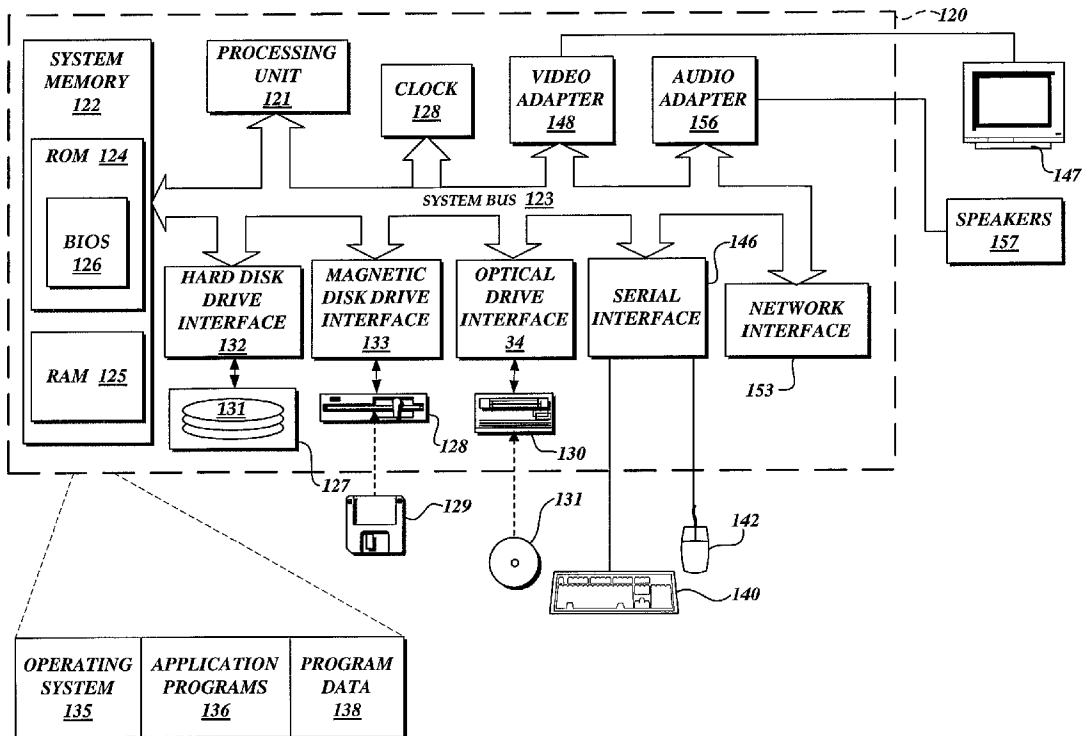 120
SYSTEM
MEMORY
122
ROM 124
BIOS
126
RAM 125
PROCESSING
UNIT
121
CLOCK
128
VIDEO
ADAPTER
148
AUDIO
ADAPTER
156
147
SPEAKERS
157
SYSTEM BUS 123
HARD DISK
DRIVE
INTERFACE
132
MAGNETIC
DISK DRIVE
INTERFACE
133
OPTICAL
DRIVE
INTERFACE
34
146
SERIAL
INTERFACE
NETWORK
INTERFACE
153
131
127
128
130
129
131
142
140
OPERATING
SYSTEM
135
APPLICATION
PROGRAMS
136
PROGRAM
DATA
138